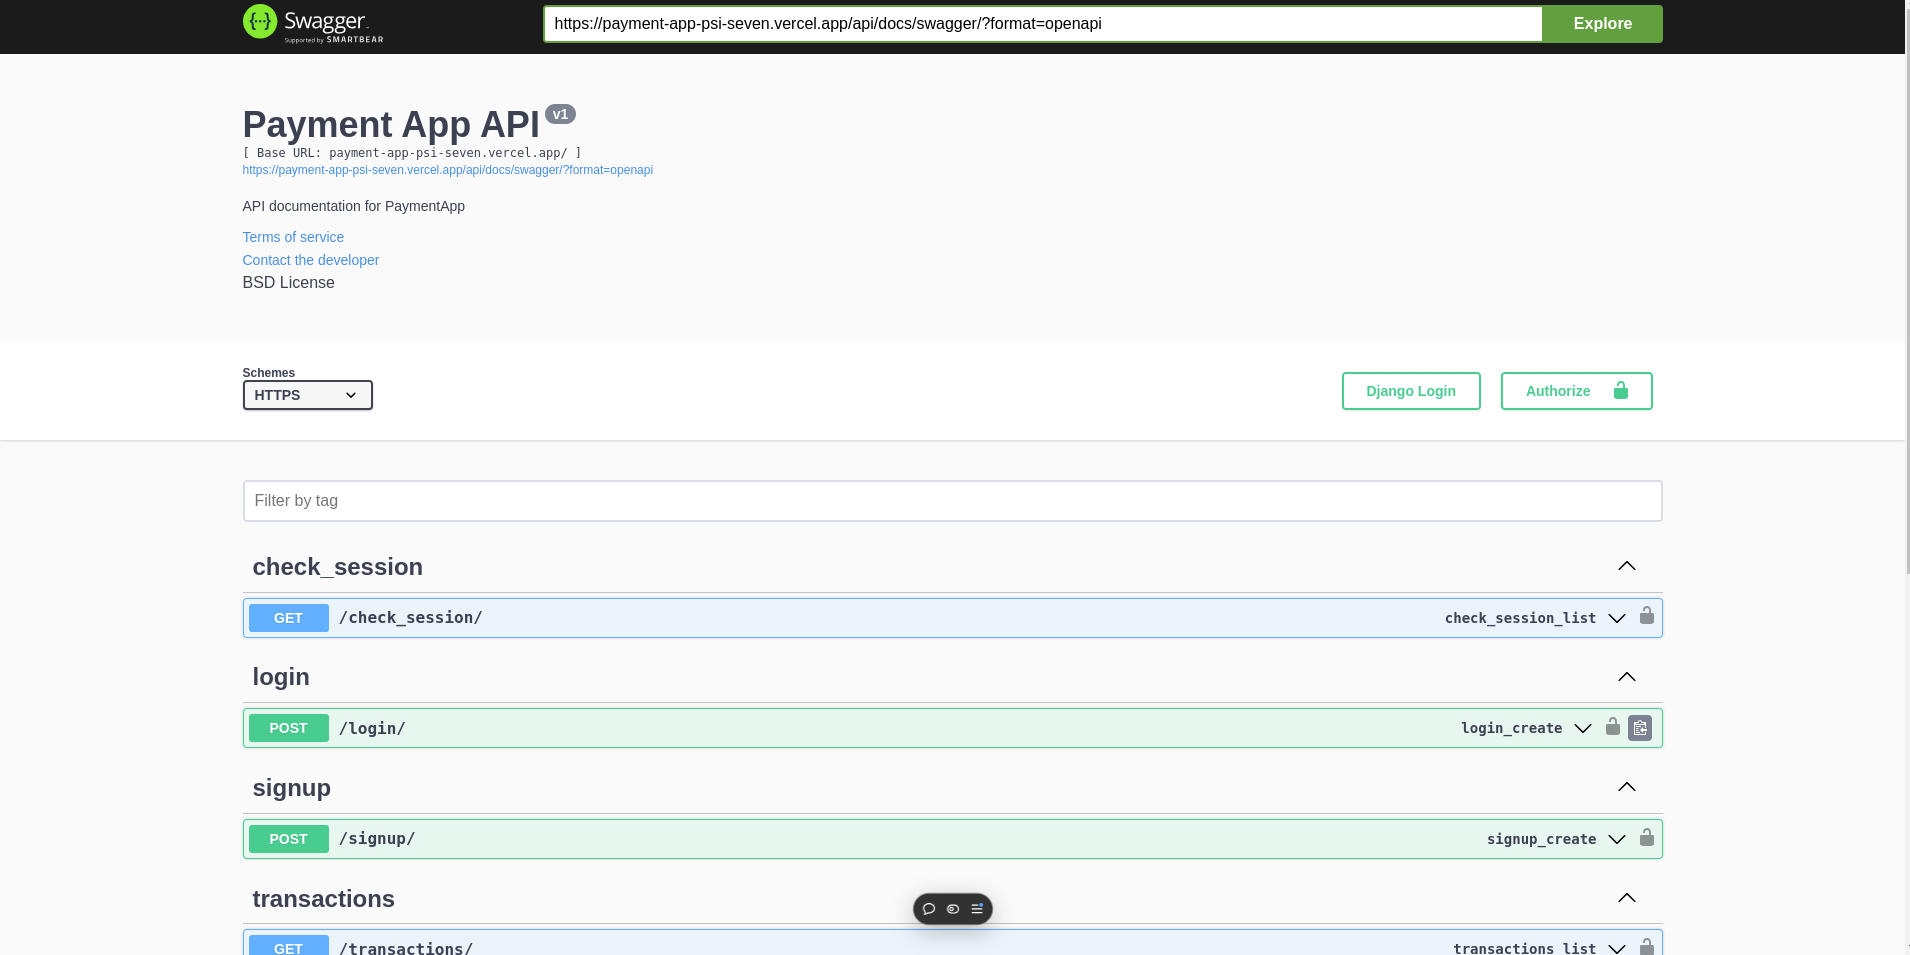 Swagger
Supported by SMARTBEAR
https://payment-app-psi-seven.vercel.app/api/docs/swagger/?format=openapi
Explore
Payment App API v1
[ Base URL: payment-app-psi-seven.vercel.app/ ]
https://payment-app-psi-seven.vercel.app/api/docs/swagger/?format=openapi
API documentation for PaymentApp
Terms of service
Contact the developer
BSD License
Schemes
HTTPS
Django Login
Authorize
Filter by tag
check_session
GET /check_session/ check_session_list
login
POST /login/ login_create
signup
POST /signup/ signup_create
transactions
GET /transactions/ transactions_list